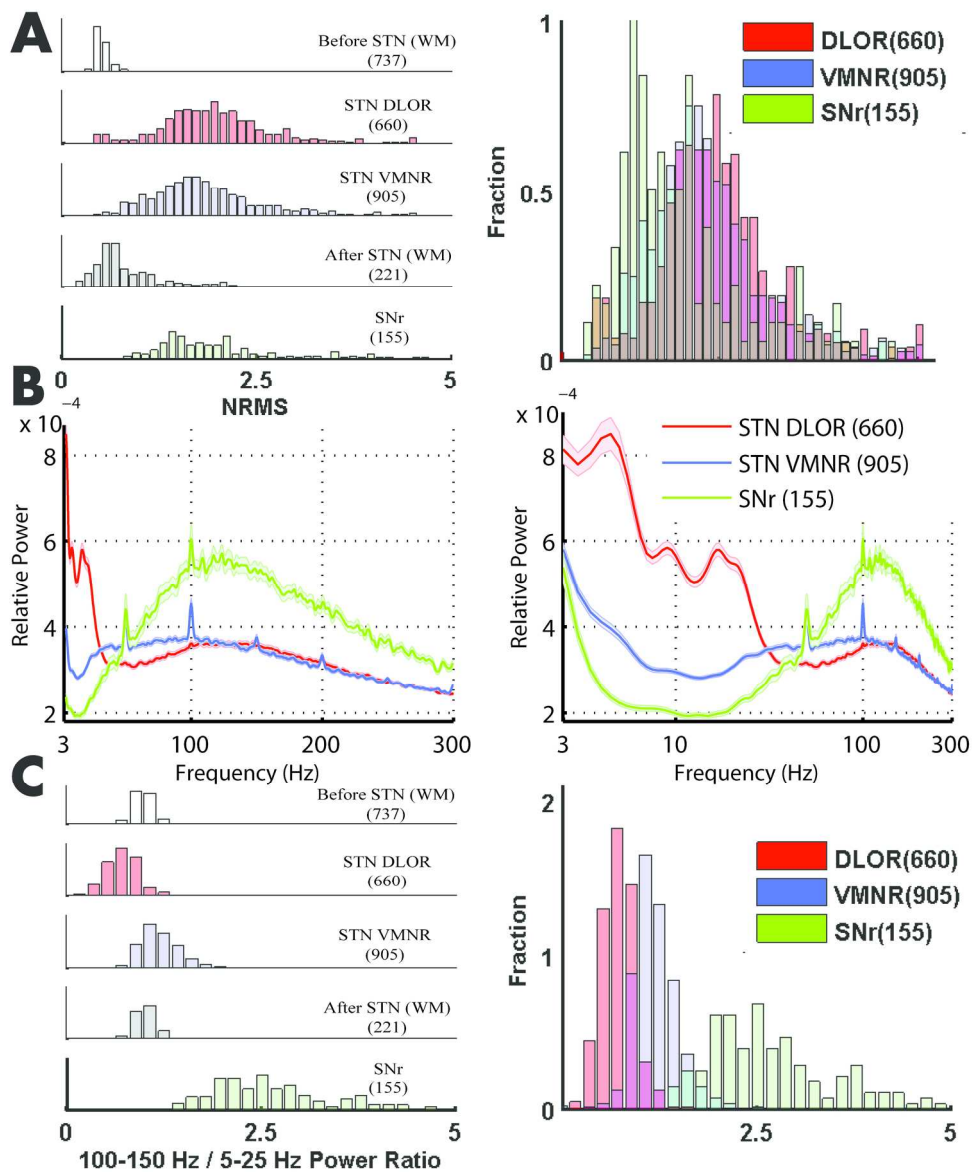 A
Before STN (WM)
(737)
STN DLOR
(660)
STN VMNR
(905)
After STN (WM)
(221)
SNr
(155)
0
2.5
5
NRMS
1
0.5
0
Fraction
DLOR(660)
VMNR(905)
SNr(155)
B
x 10
-4
8
6
4
2
Relative Power
3
100
200
300
Frequency (Hz)
x 10
-4
8
6
4
2
Relative Power
STN DLOR (660)
STN VMNR (905)
SNr (155)
3
10
100
300
Frequency (Hz)
C
Before STN (WM)
(737)
STN DLOR
(660)
STN VMNR
(905)
After STN (WM)
(221)
SNr
(155)
0
2.5
5
100-150 Hz / 5-25 Hz Power Ratio
2
1
0
Fraction
DLOR(660)
VMNR(905)
SNr(155)
2.5
5